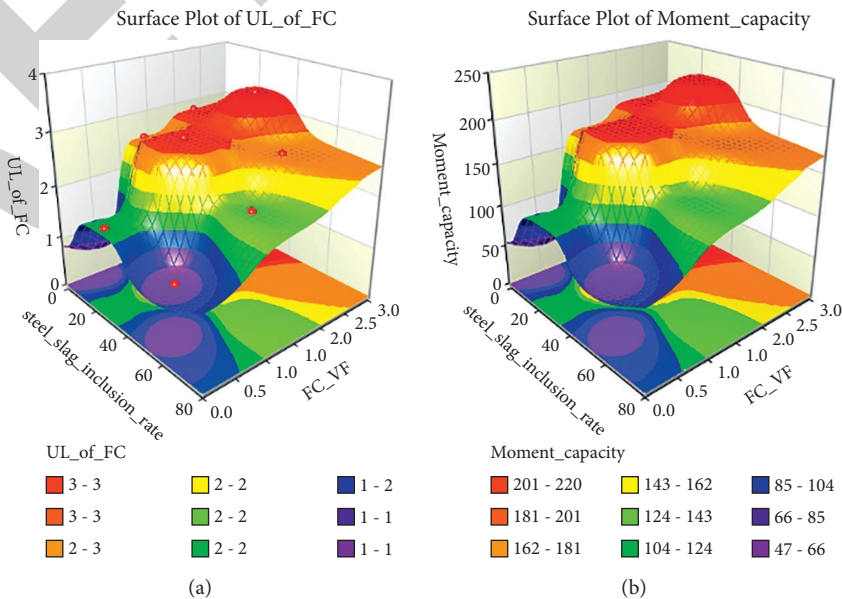 Surface Plot of UL_of_FC
4
3
2
1
0
UL_of_FC
0
20
40
60
80
steel_slag_inclusion_rate
0.0
0.5
1.0
1.0
2.0
2.5
3.0
FC_VF
UL_of_FC
3 - 3
2 - 2
1 - 2
3 - 3
2 - 2
1 - 1
2 - 3
2 - 2
1 - 1
(a)
Surface Plot of Moment_capacity
250
200
150
100
50
0
Moment_capacity
0
20
40
60
80
steel_slag_inclusion_rate
0.0
0.5
1.0
1.0
2.0
2.5
3.0
FC_VF
Moment_capacity
201 - 220
143 - 162
85 - 104
181 - 201
124 - 143
66 - 85
162 - 181
104 - 124
47 - 66
(b)